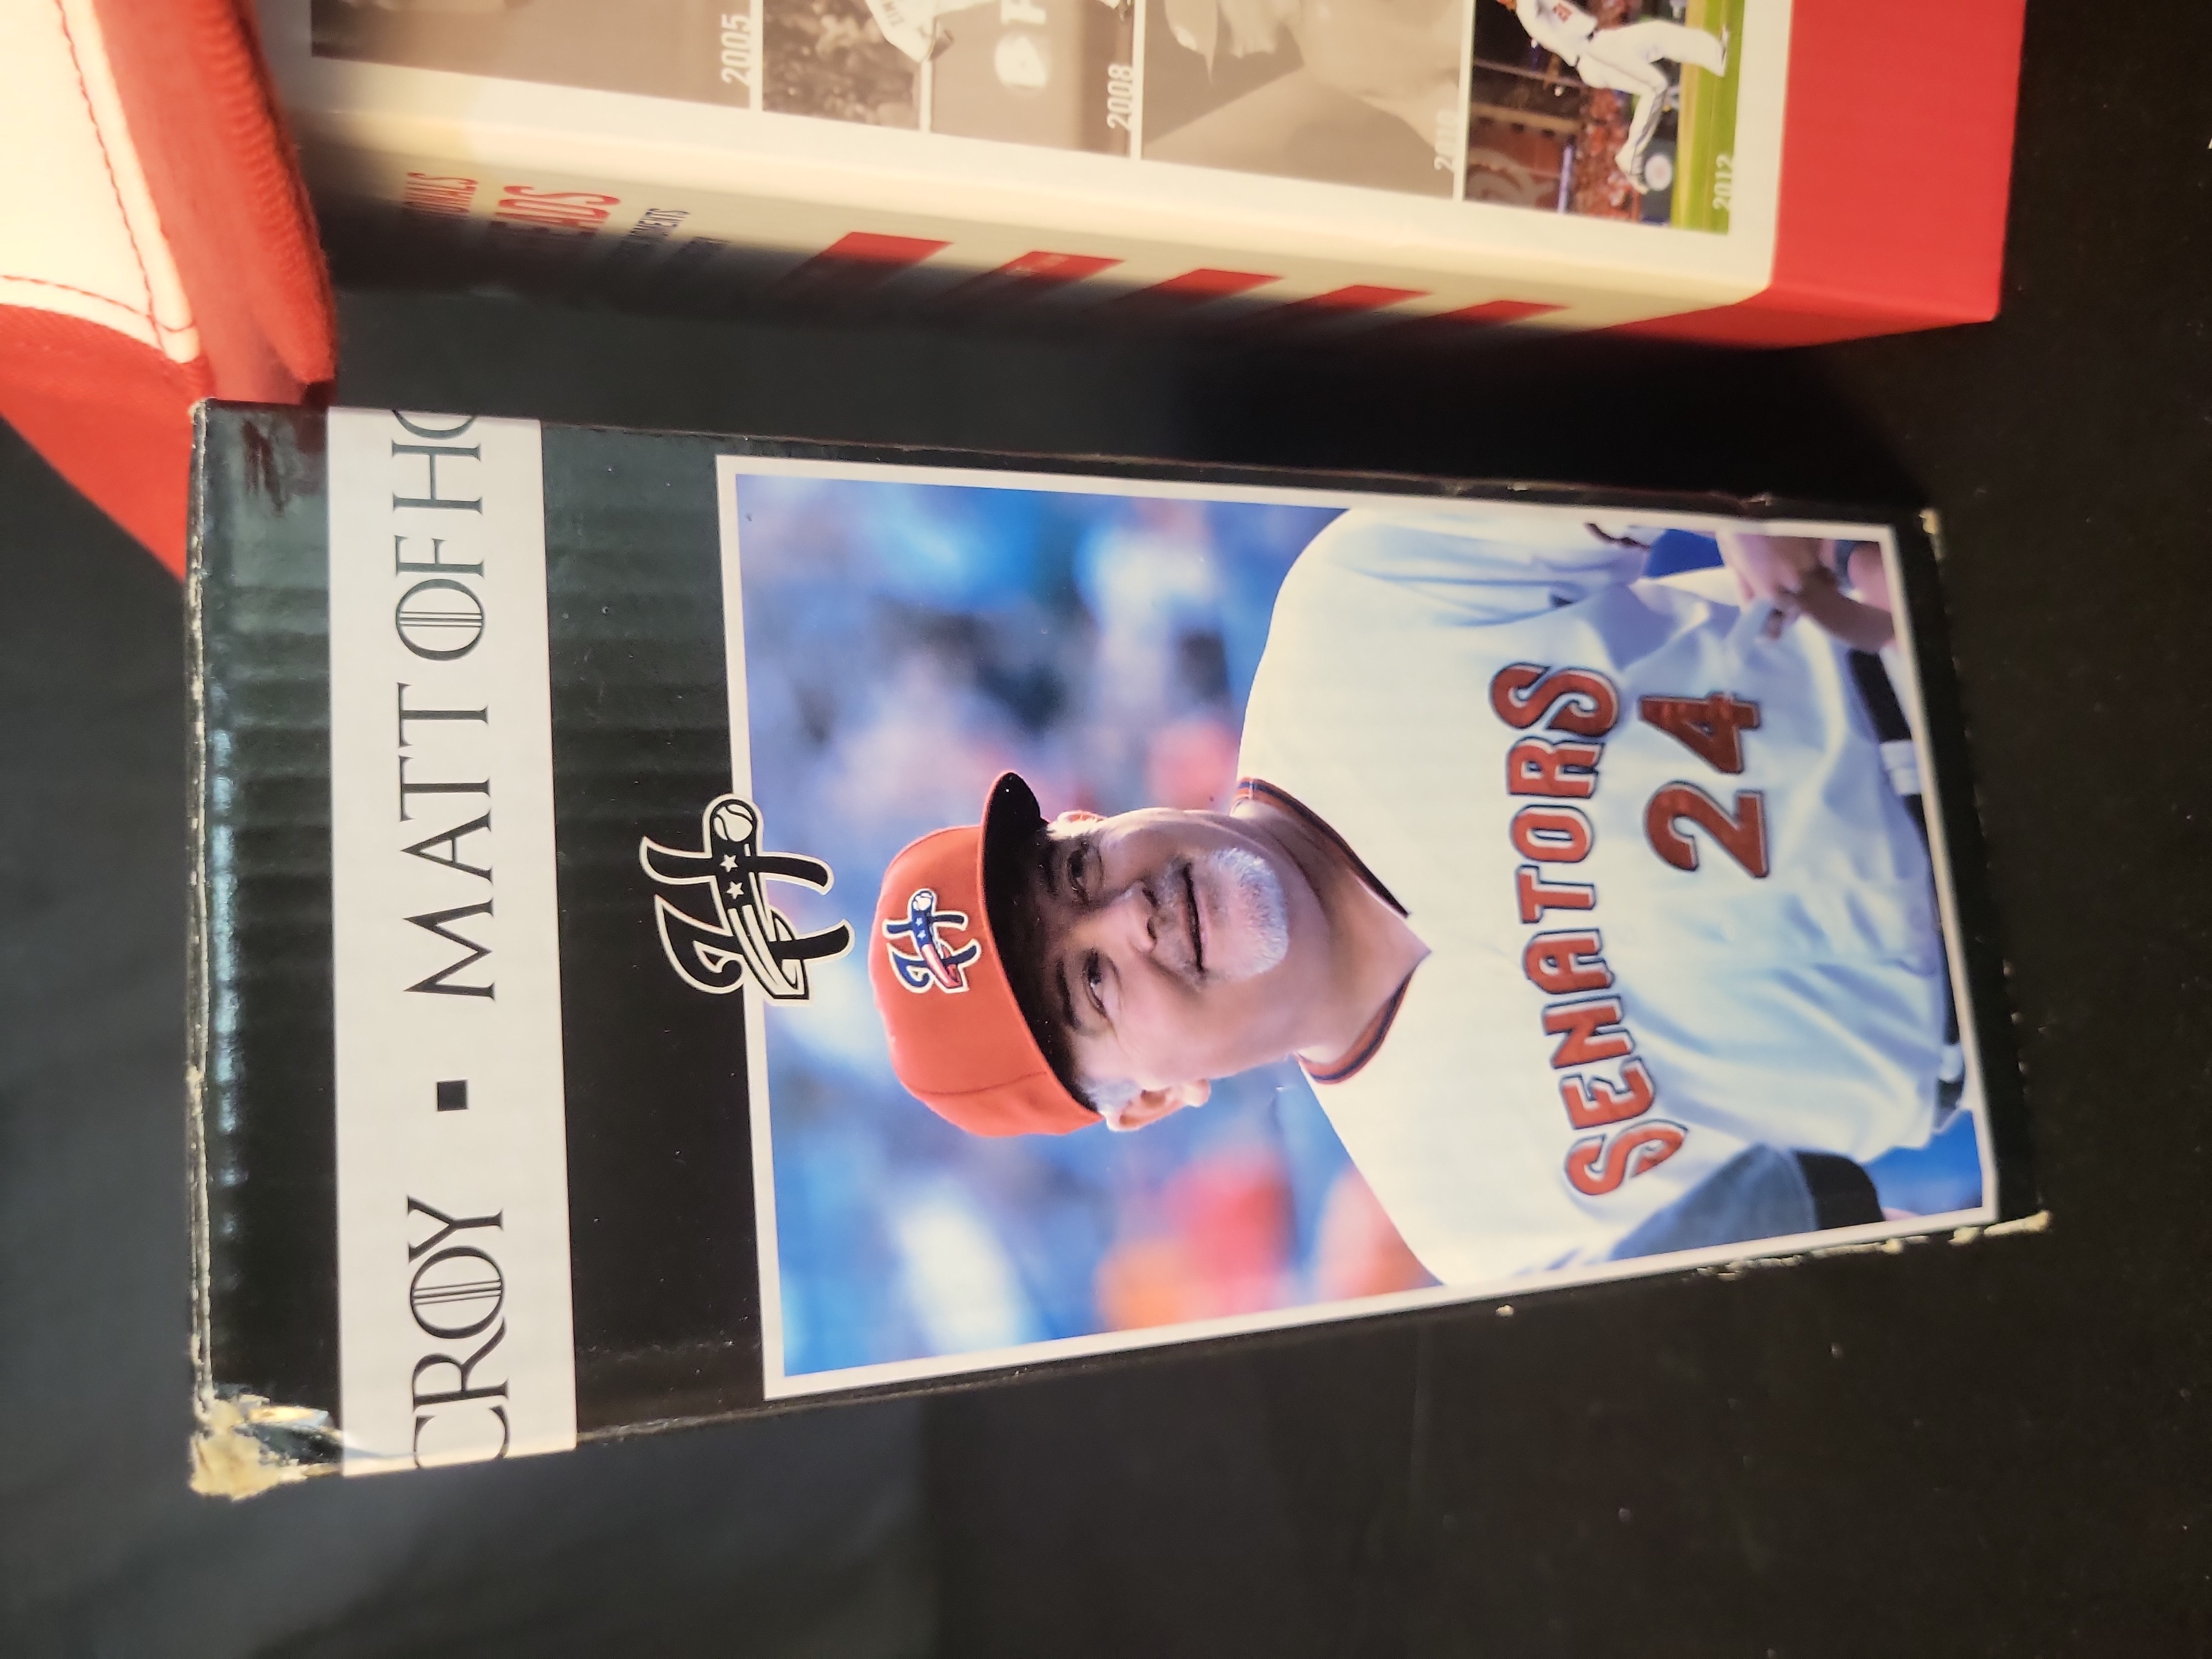 CROY ▪ MATT OF HO
SENATORS
24
2005
2008
2012